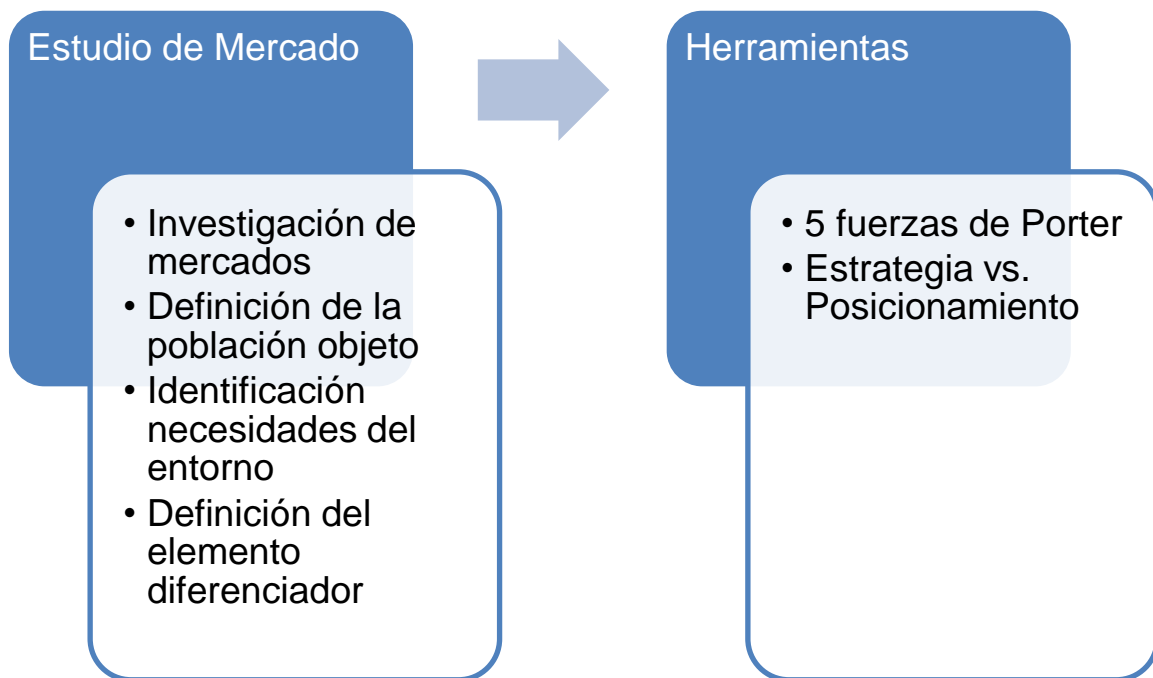 Estudio de Mercado
• Investigación de
mercados
• Definición de la
población objeto
• Identificación
necesidades del
entorno
• Definición del
elemento
diferenciador
Herramientas
• 5 fuerzas de Porter
• Estrategia vs.
Posicionamiento